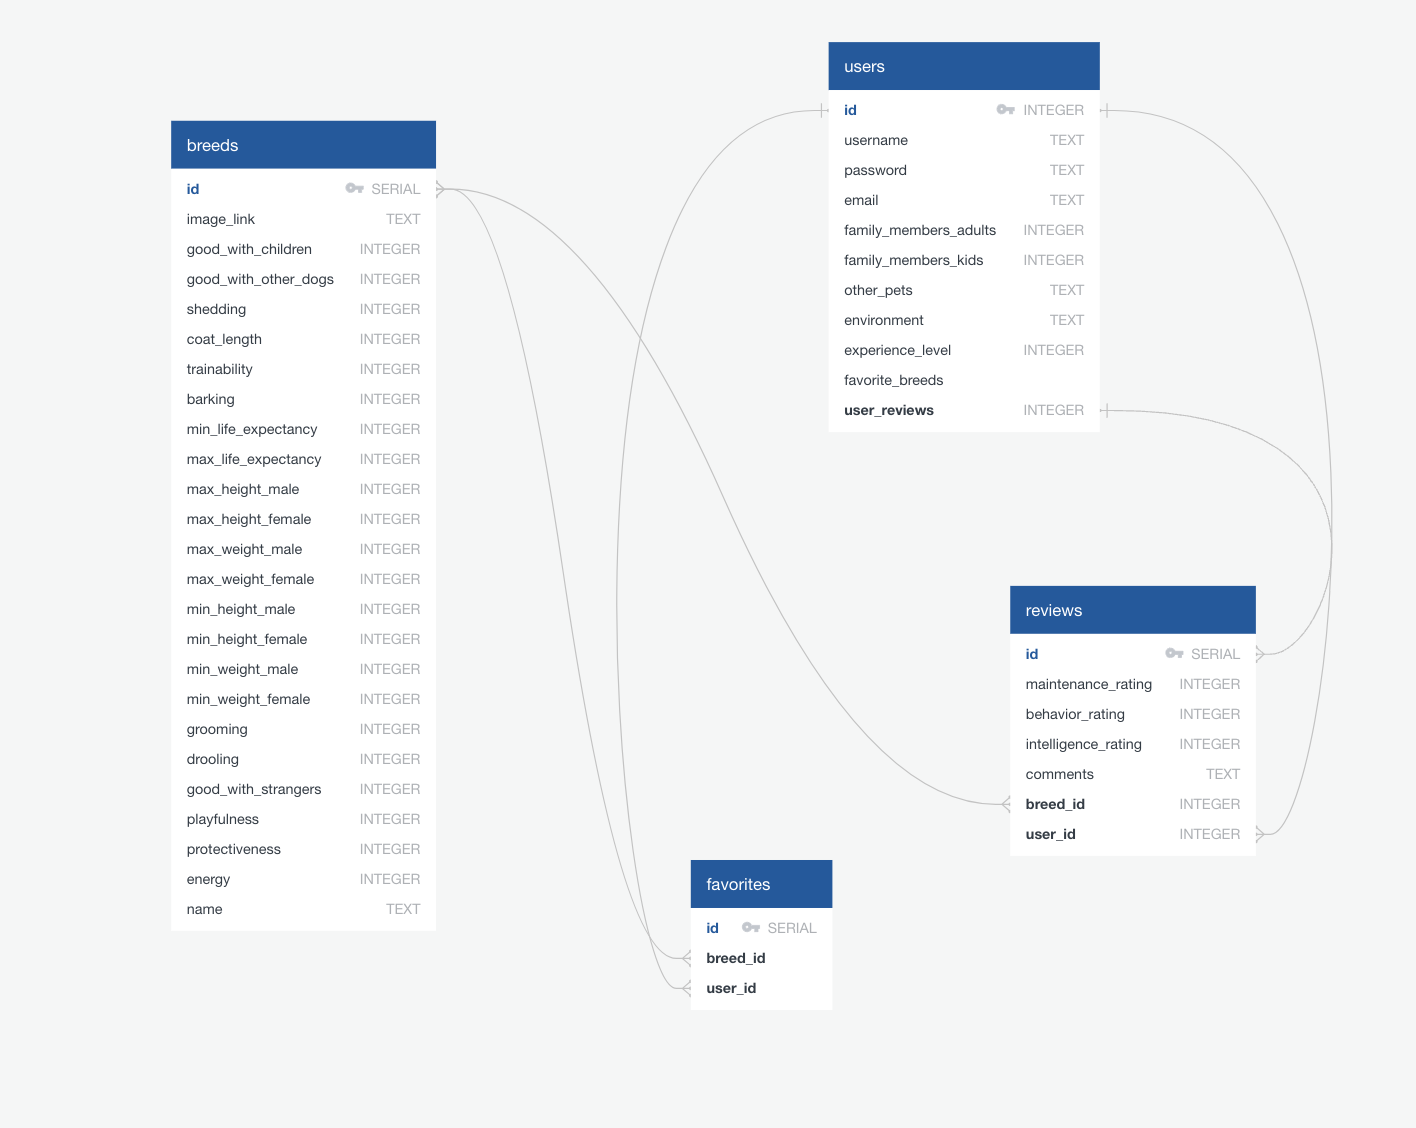 breeds
id SERIAL
image_link TEXT
good_with_children INTEGER
good_with_other_dogs INTEGER
shedding INTEGER
coat_length INTEGER
trainability INTEGER
barking INTEGER
min_life_expectancy INTEGER
max_life_expectancy INTEGER
max_height_male INTEGER
max_height_female INTEGER
max_weight_male INTEGER
max_weight_female INTEGER
min_height_male INTEGER
min_height_female INTEGER
min_weight_male INTEGER
min_weight_female INTEGER
grooming INTEGER
drooling INTEGER
good_with_strangers INTEGER
playfulness INTEGER
protectiveness INTEGER
energy INTEGER
name TEXT
users
id INTEGER
username TEXT
password TEXT
email TEXT
family_members_adults INTEGER
family_members_kids INTEGER
other_pets TEXT
environment TEXT
experience_level INTEGER
favorite_breeds
user_reviews INTEGER
reviews
id SERIAL
maintenance_rating INTEGER
behavior_rating INTEGER
intelligence_rating INTEGER
comments TEXT
breed_id INTEGER
user_id INTEGER
favorites
id SERIAL
breed_id
user_id